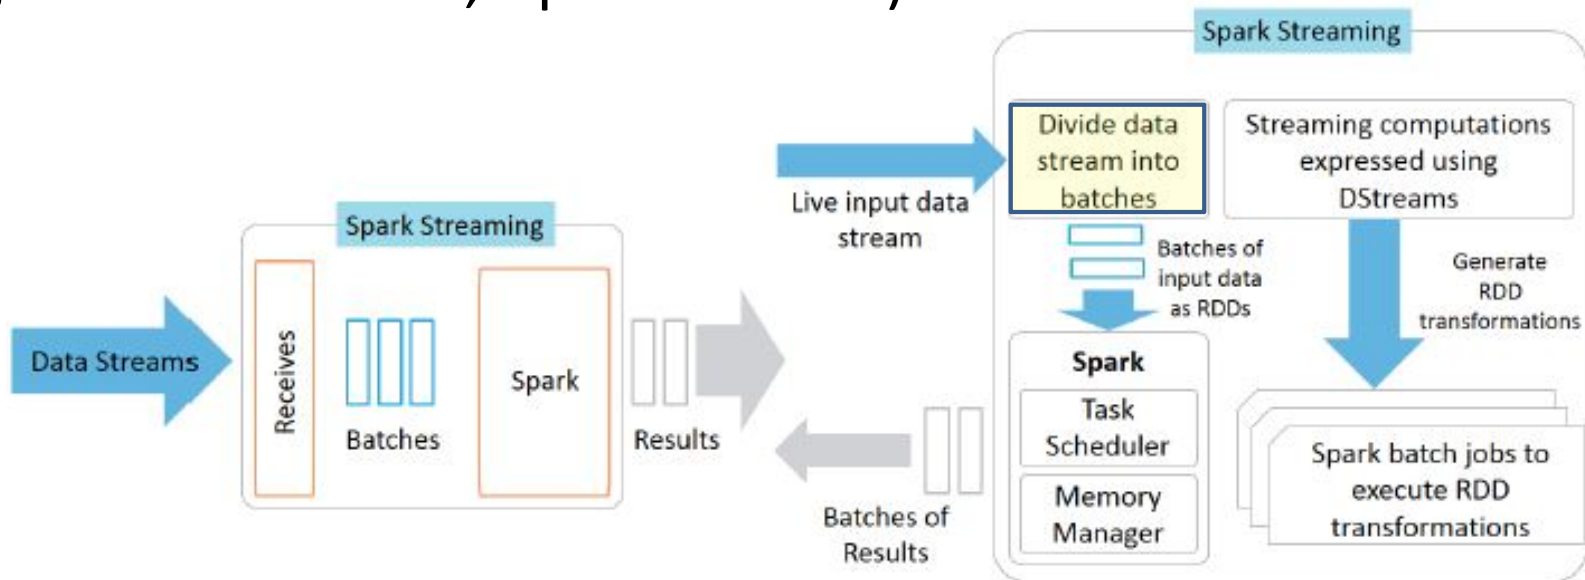 Spark Streaming
Data Streams
Receives
Batches
Spark
Results
Spark Streaming
Live input data
stream
Divide data
stream into
batches
Streaming computations
expressed using
DStreams
Batches of
input data
as RDDs
Generate
RDD
transformations
Spark
Task
Scheduler
Memory
Manager
Batches of
Results
Spark batch jobs to
execute RDD
transformations